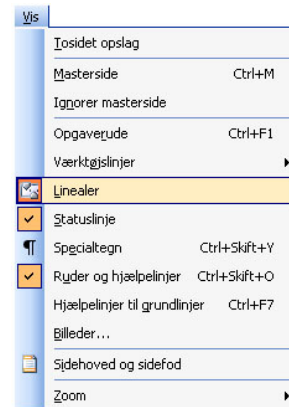 Vis
Tosidet opslag
Masterside Ctrl+M
Ignorer masterside
Opgaverude Ctrl+F1
Værktøjslinjer
Linealer
Statuslinje
Specialtegn Ctrl+Skift+Y
Ruder og hjælpelinjer Ctrl+Skift+O
Hjælpelinjer til grundlinjer Ctrl+F7
Billeder...
Sidehoved og sidefod
Zoom